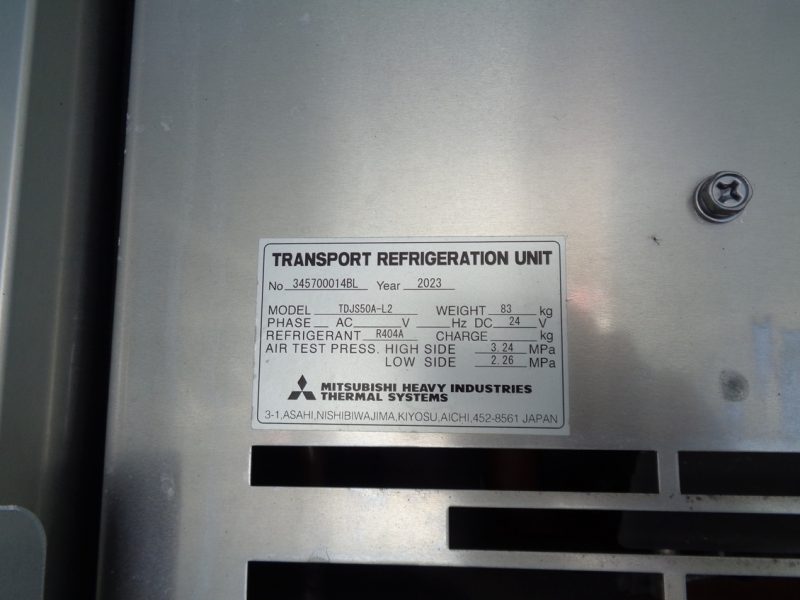 TRANSPORT REFRIGERATION UNIT
No 345700014BL Year 2023
MODEL TDJS50A-L2 WEIGHT 83 kg
PHASE AC V Hz DC 24 V
REFRIGERANT R404A CHARGE kg
AIR TEST PRESS. HIGH SIDE 3.24 MPa
LOW SIDE 2.26 MPa
MITSUBISHI HEAVY INDUSTRIES
THERMAL SYSTEMS
3-1,ASAHI,NISHIBIWAJIMA,KIYOSU,AICHI,452-8561 JAPAN